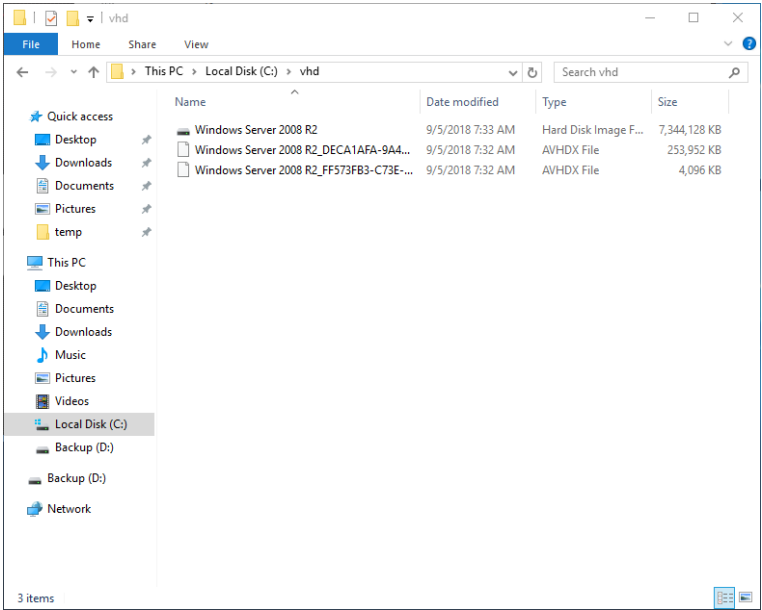 vhd
File Home Share View
This PC > Local Disk (C:) > vhd
Search vhd
Name Date modified Type Size
Windows Server 2008 R2 9/5/2018 7:33 AM Hard Disk Image F... 7,344,128 KB
Windows Server 2008 R2_DECA1AFA-9A4... 9/5/2018 7:32 AM AVHDX File 253,952 KB
Windows Server 2008 R2_FF573FB3-C73E-... 9/5/2018 7:32 AM AVHDX File 4,096 KB
Quick access
Desktop
Downloads
Documents
Pictures
temp
This PC
Desktop
Documents
Downloads
Music
Pictures
Videos
Local Disk (C:)
Backup (D:)
Backup (D:)
Network
3 items